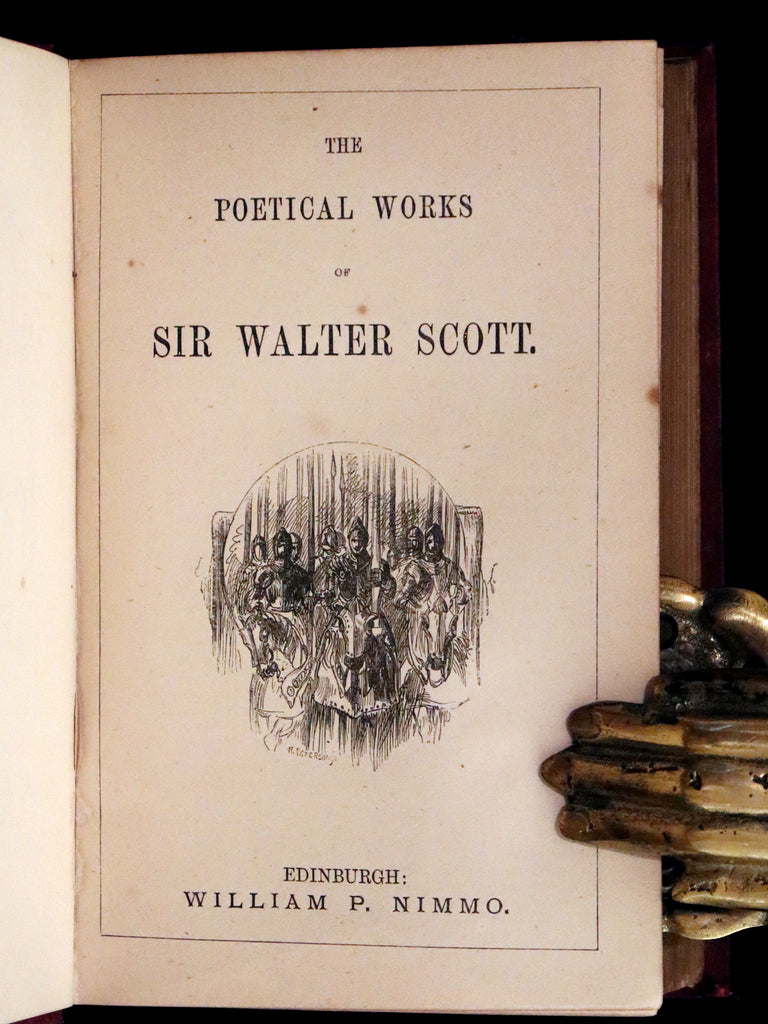 THE
POETICAL WORKS
OF
SIR WALTER SCOTT.
EDINBURGH:
WILLIAM P. NIMMO.